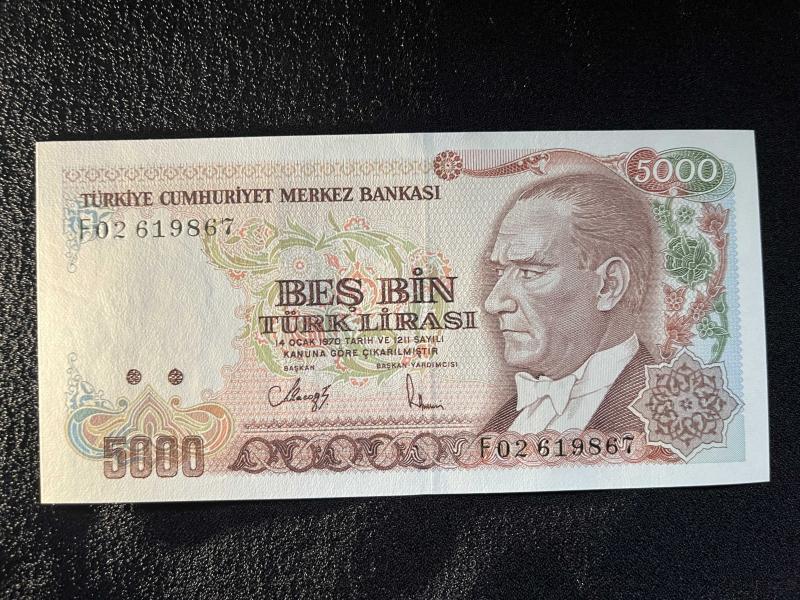 5000
TÜRKİYE CUMHURİYET MERKEZ BANKASI
F02 619867
BEŞ BİN
TÜRK LİRASI
14 OCAK 1970 TARİH VE 1211 SAYILI
KANUNA GÖRE ÇIKARILMIŞTIR
BAŞKAN BAŞKAN YARDIMCISI
5000
F02 619867